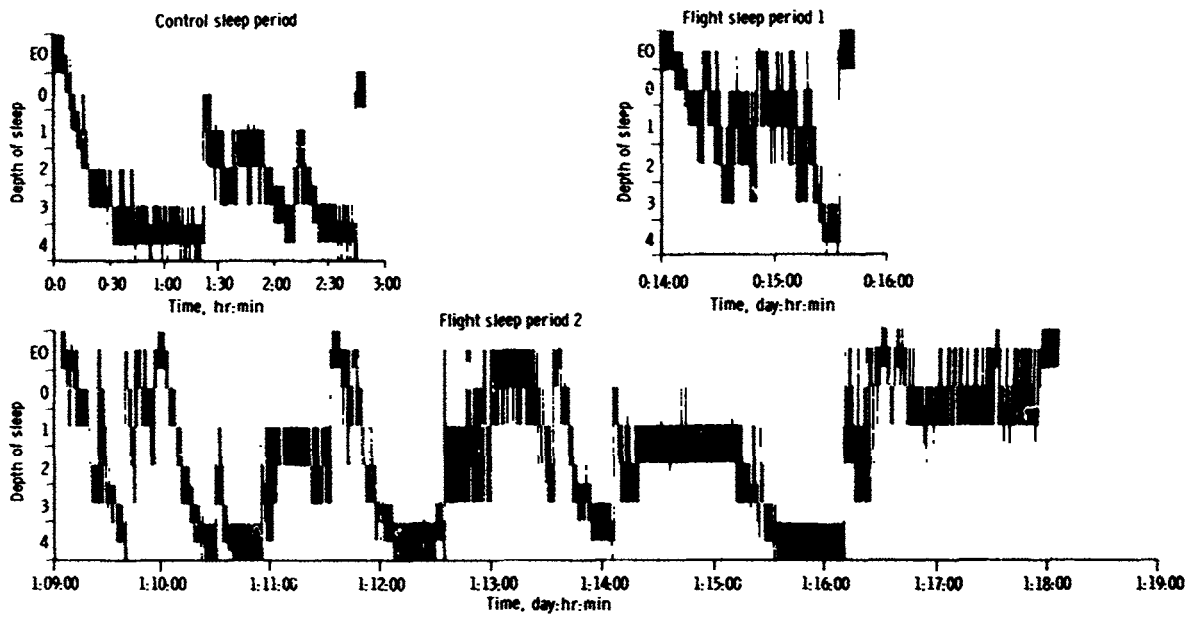 Control sleep period
EO
0
1
2
3
4
Depth of sleep
0:0 0:30 1:00 1:30 2:00 2:30 3:00
Time, hr:min
Flight sleep period 1
EO
0
1
2
3
4
Depth of sleep
0:14:00 0:15:00 0:16:00
Time, day:hr:min
Flight sleep period 2
EO
0
1
2
3
4
Depth of sleep
1:09:00 1:10:00 1:11:00 1:12:00 1:13:00 1:14:00 1:15:00 1:16:00 1:17:00 1:18:00 1:19:00
Time, day:hr:min